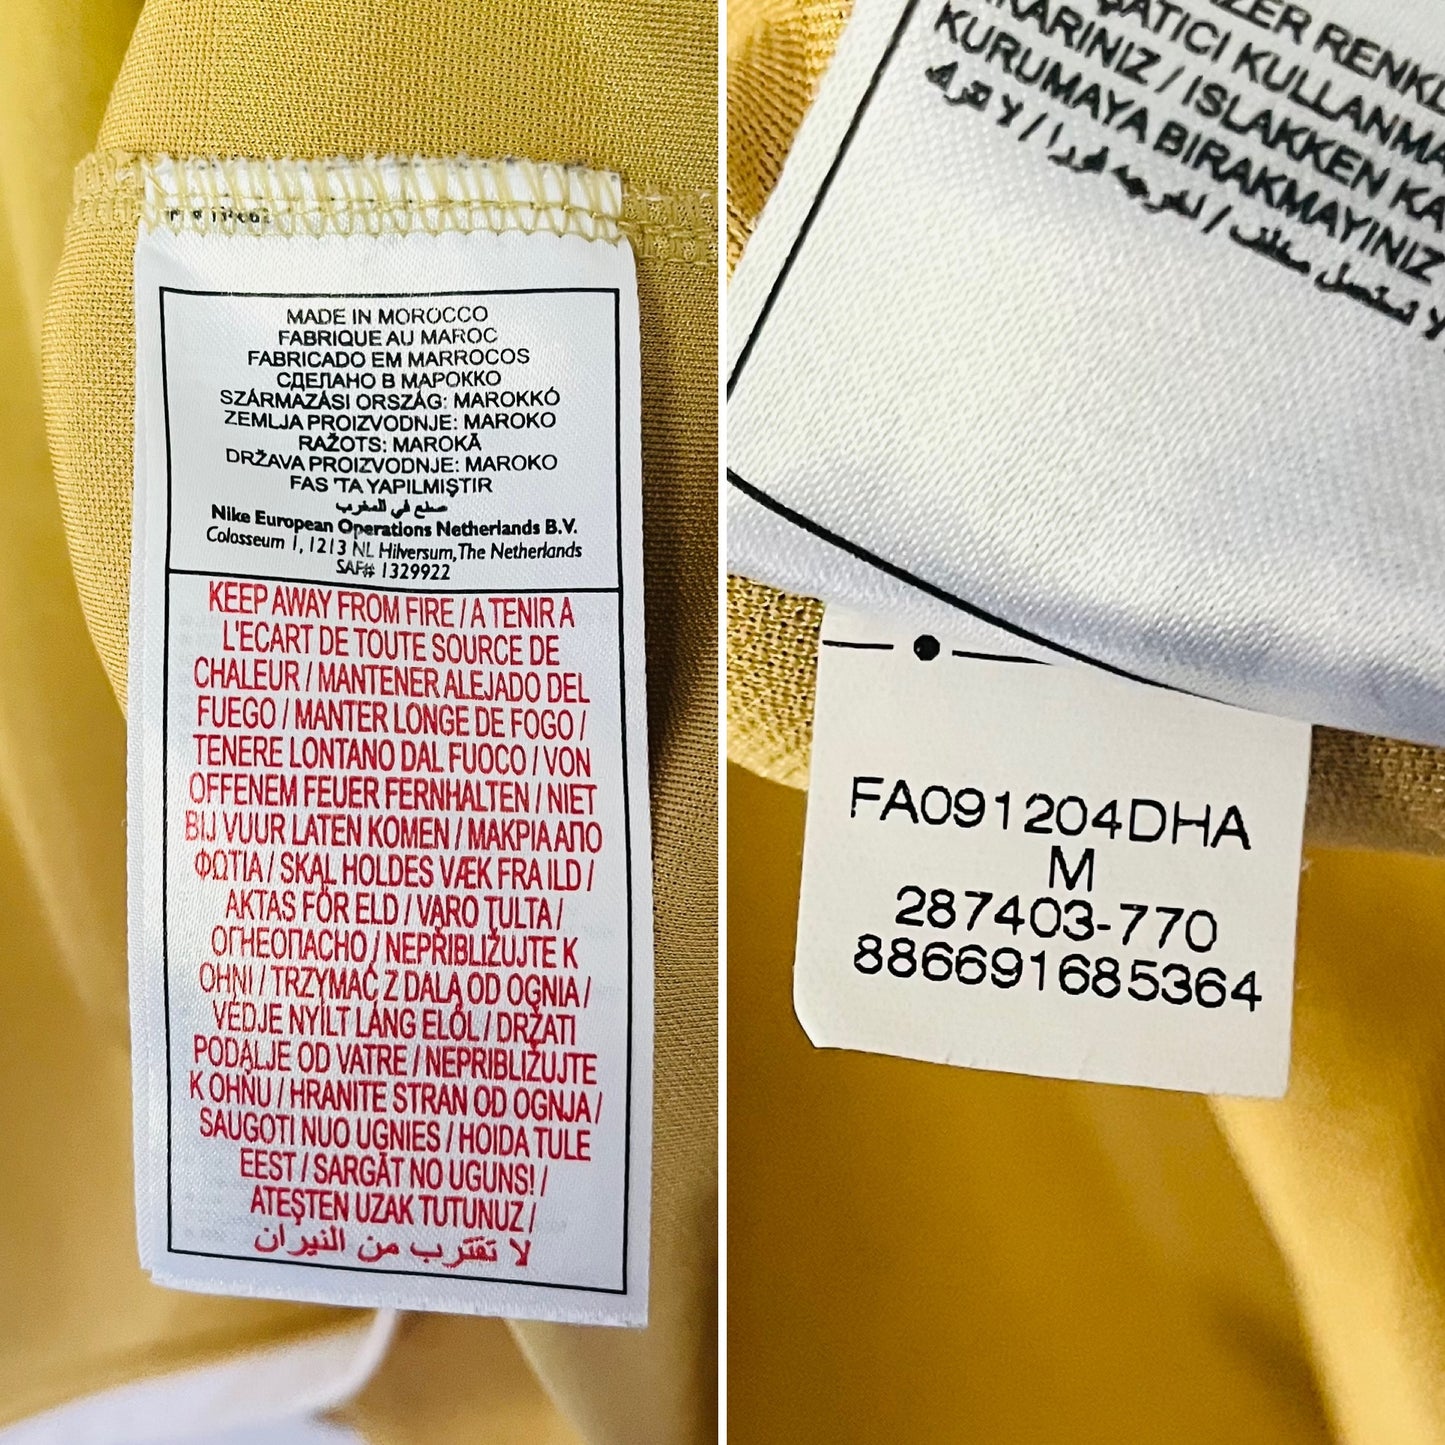 MADE IN MOROCCO
FABRIQUE AU MAROC
FABRICADO EM MARROCOS
СДЕЛАНО В МАРОККО
SZÁRMAZÁSI ORSZÁG: MAROKKÓ
ZEMLJA PROIZVODNJE: MAROKO
RAŽOTS: MAROKĀ
DRŽAVA PROIZVODNJE: MAROKO
FAS 'TA YAPILMIŞTIR
صنع في المغرب
Nike European Operations Netherlands B.V.
Colosseum 1, 1213 NL Hilversum, The Netherlands
SAF# 1329922
KEEP AWAY FROM FIRE / A TENIR A
L'ECART DE TOUTE SOURCE DE
CHALEUR / MANTENER ALEJADO DEL
FUEGO / MANTER LONGE DE FOGO /
TENERE LONTANO DAL FUOCO / VON
OFFENEM FEUER FERNHALTEN / NIET
BIJ VUUR LATEN KOMEN / ΜΑΚΡΙΑ ΑΠΟ
ΦΩΤΙΑ / SKAL HOLDES VÆK FRA ILD /
AKTAS FÖR ELD / VARO TULTA /
ОГНЕОПАСНО / NEPŘIBLIŽUJTE K
OHNI / TRZYMAĆ Z DALA OD OGNIA /
VÉDJE NYÍLT LÁNG ELŐL / DRŽATI
PODALJE OD VATRE / NEPRIBLIŽUJTE
K OHŇU / HRANITE STRAN OD OGNJA /
SAUGOTI NUO UGNIES / HOIDA TULE
EEST / SARGĀT NO UGUNS! /
ATEŞTEN UZAK TUTUNUZ /
لا تقترب من النيران
ZER RENKL
ŞATICI KULLANMA
KARINIZ / ISLAKKEN KA
KURUMAYA BIRAKMAYINIZ
FA091204DHA
M
287403-770
886691685364